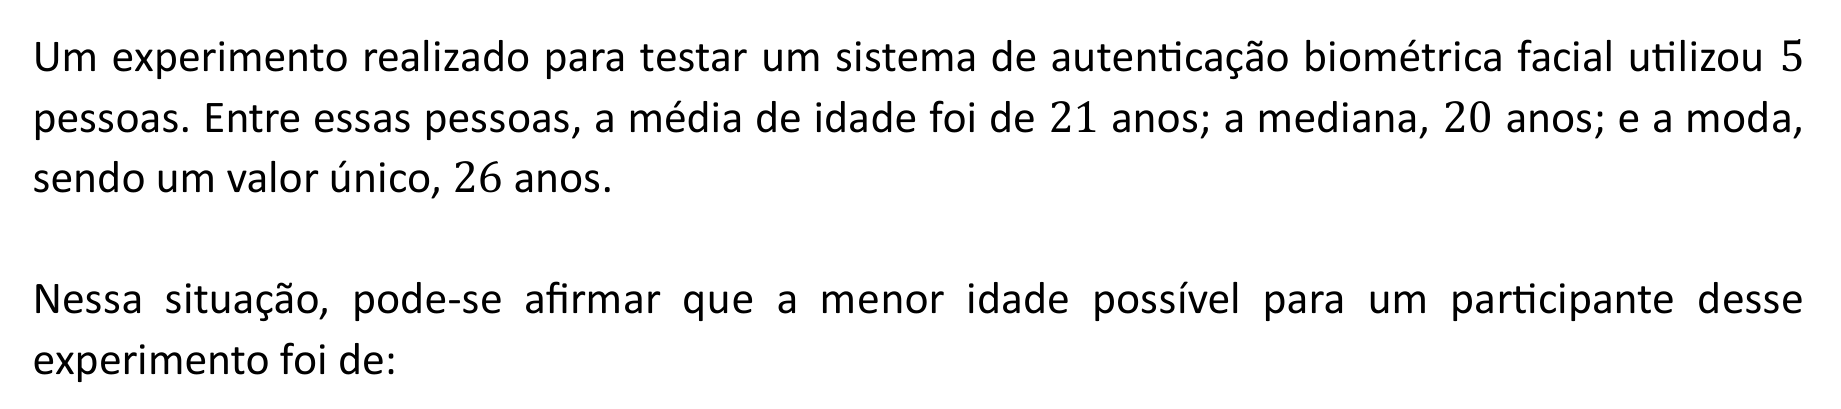 Um experimento realizado para testar um sistema de autenticação biométrica facial utilizou 5
pessoas. Entre essas pessoas, a média de idade foi de 21 anos; a mediana, 20 anos; e a moda,
sendo um valor único, 26 anos.
Nessa situação, pode-se afirmar que a menor idade possível para um participante desse
experimento foi de: